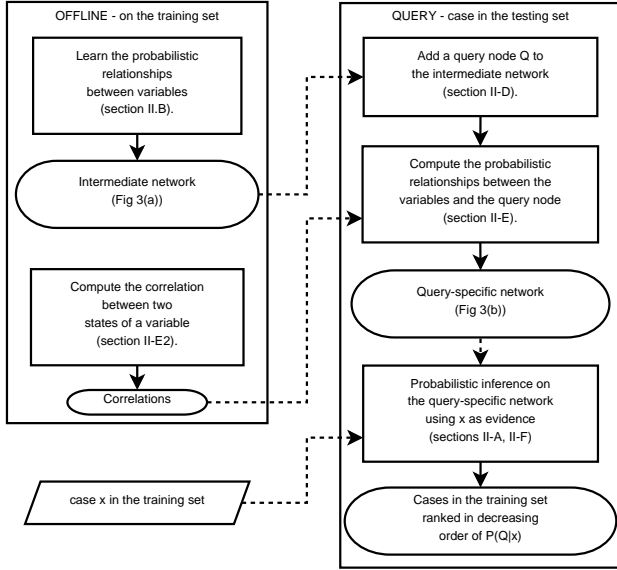 OFFLINE - on the training set
Learn the probabilistic
relationships
between variables
(section II.B).
Intermediate network
(Fig 3(a))
Compute the correlation
between two
states of a variable
(section II-E2).
Correlations
case x in the training set
QUERY - case in the testing set
Add a query node Q to
the intermediate network
(section II-D).
Compute the probabilistic
relationships between the
variables and the query node
(section II-E).
Query-specific network
(Fig 3(b))
Probabilistic inference on
the query-specific network
using x as evidence
(sections II-A, II-F)
Cases in the training set
ranked in decreasing
order of P(Q|x)